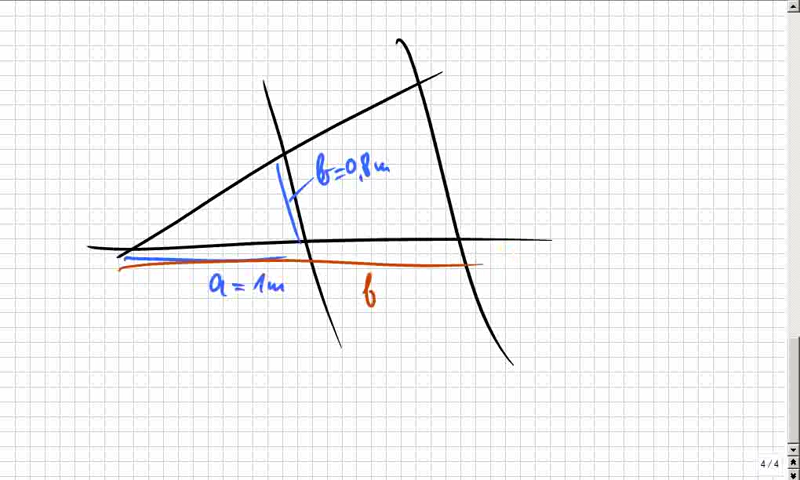 b=0,8m
a = 1m
b
4 / 4